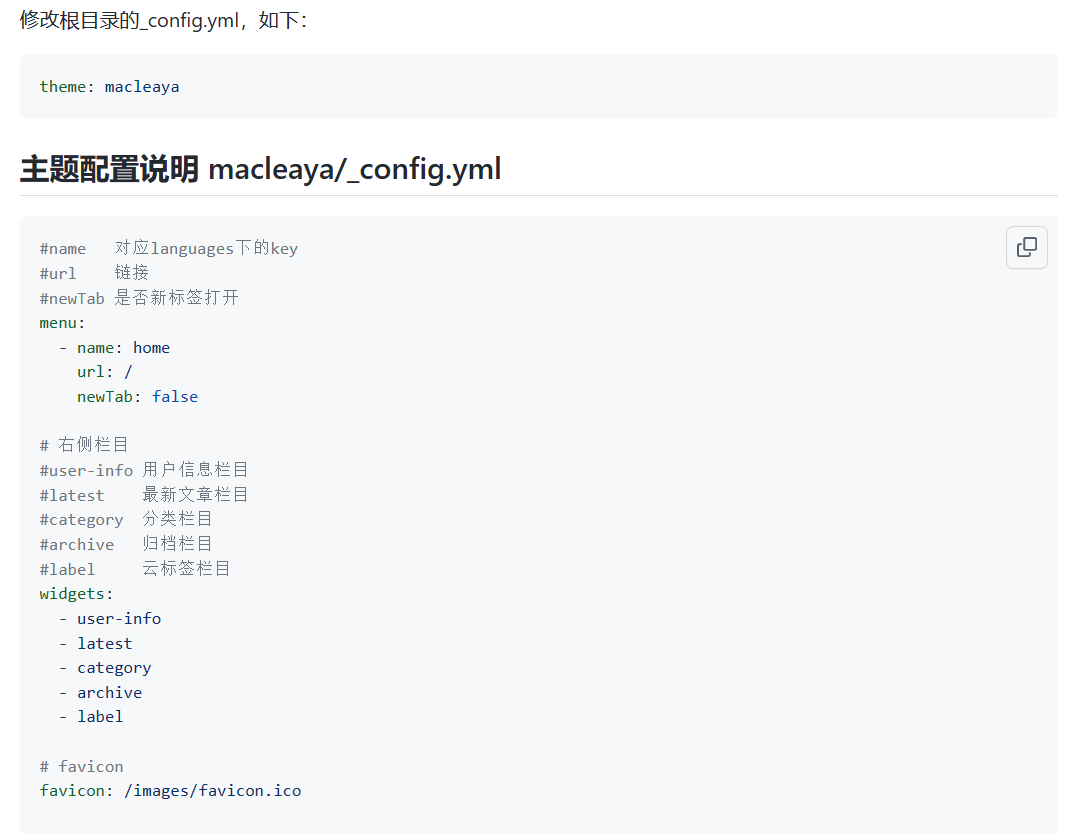 修改根目录的_config.yml，如下：
theme: macleaya
主题配置说明 macleaya/_config.yml
#name   对应languages下的key
#url    链接
#newTab 是否新标签打开
menu:
  - name: home
    url: /
    newTab: false
# 右侧栏目
#user-info 用户信息栏目
#latest    最新文章栏目
#category  分类栏目
#archive   归档栏目
#label     云标签栏目
widgets:
  - user-info
  - latest
  - category
  - archive
  - label
# favicon
favicon: /images/favicon.ico